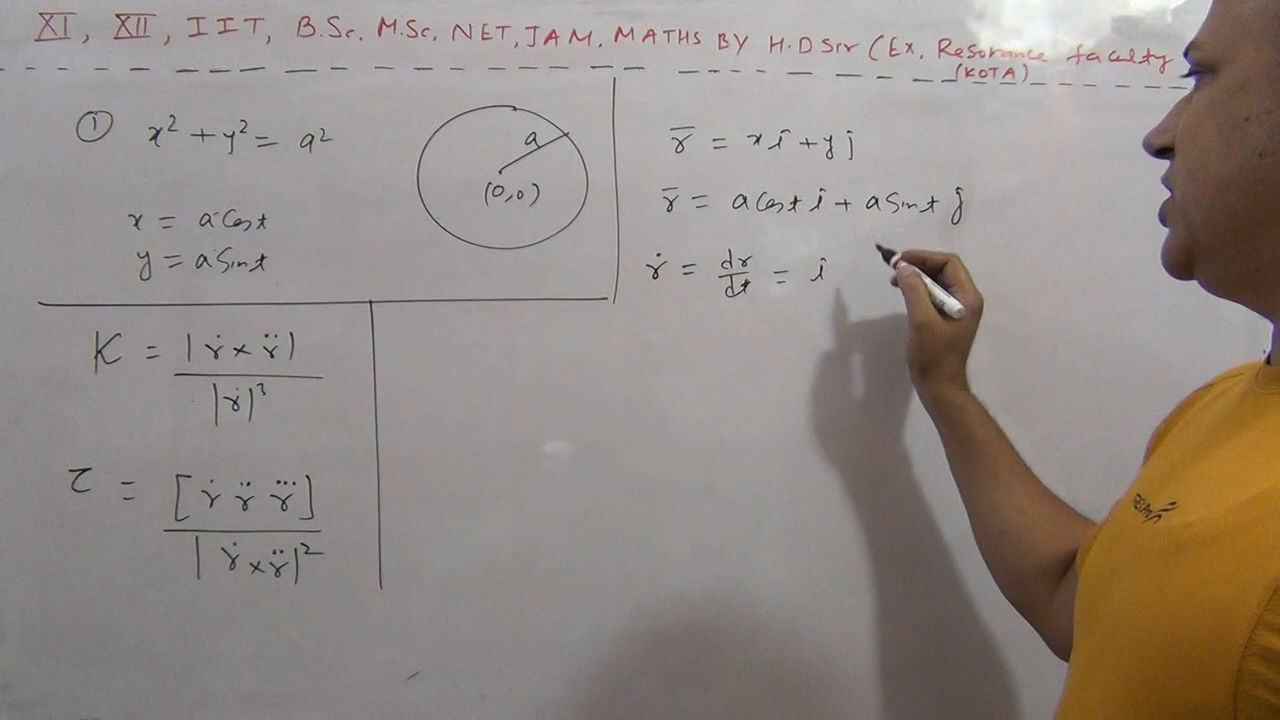 XI, XII, IIT, B.Sc, M.Sc, NET, JAM, MATHS BY H.D Sir (Ex. Resonance faculty
(KOTA)
① x² + y² = a²
a
(0,0)
x = a Cos t
y = a Sin t
K = |ṙ × r̈|
|ṙ|³
τ = [ṙ r̈ r⃛]
|ṙ × r̈|²
r̄ = x i + y j
r̄ = a Cos t i + a Sin t j
ṙ = dr/dt = i